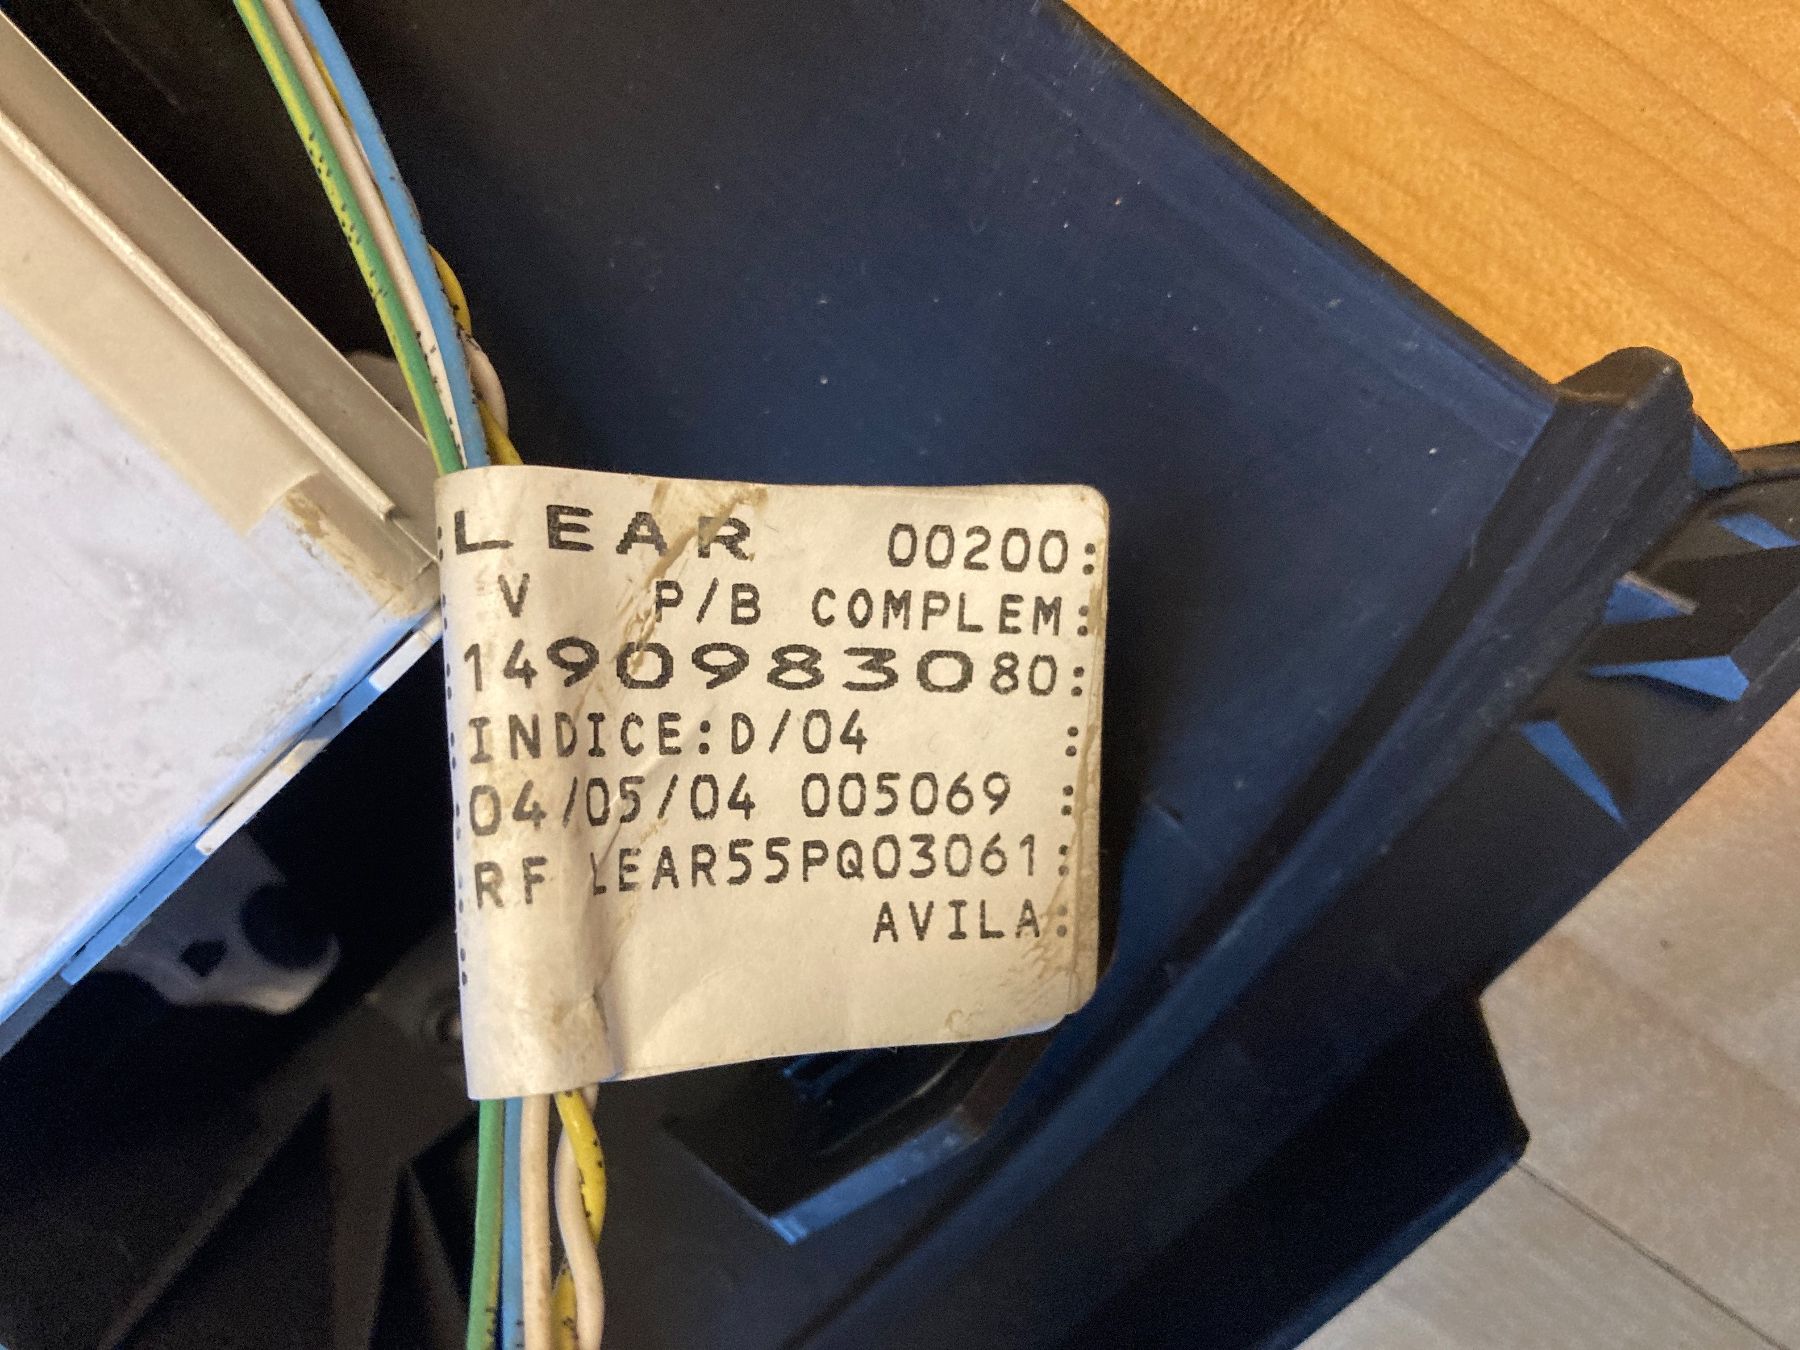 LEAR 00200:
V P/B COMPLEM:
1490983080:
INDICE:D/04 :
04/05/04 005069 :
RF LEAR55PQ03061:
AVILA: